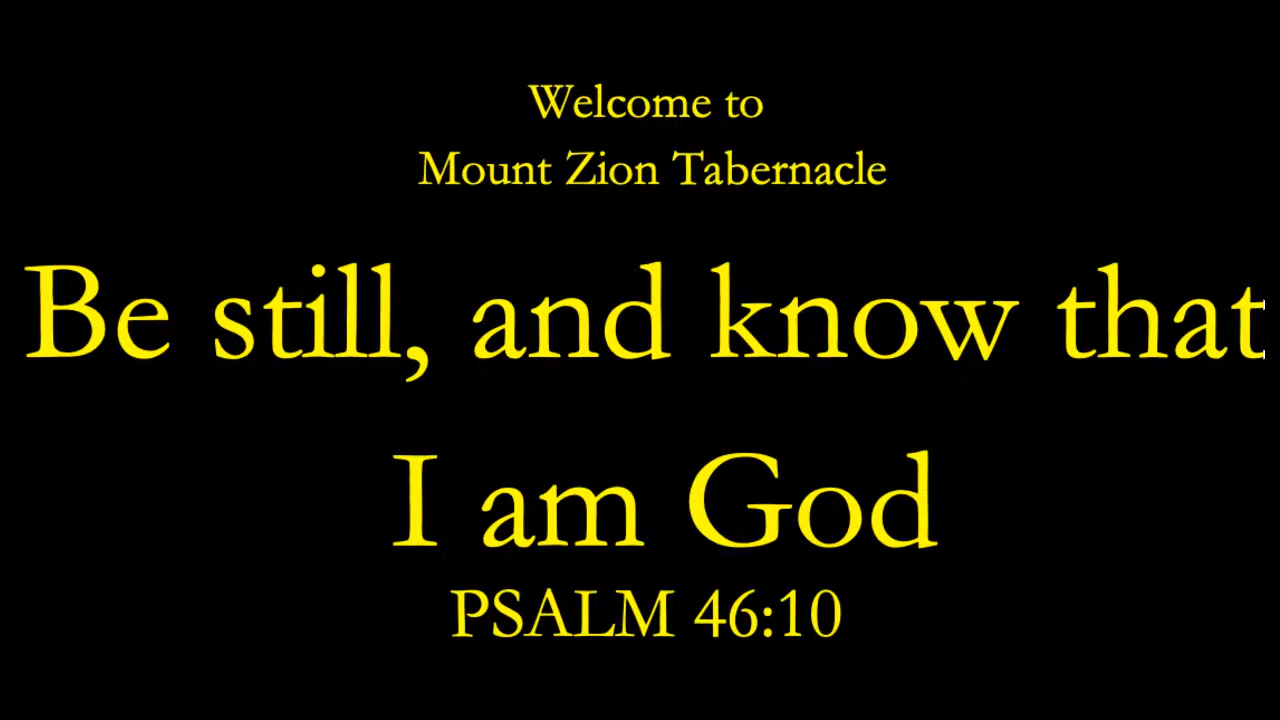 Welcome to
Mount Zion Tabernacle
Be still, and know that
I am God
PSALM 46:10